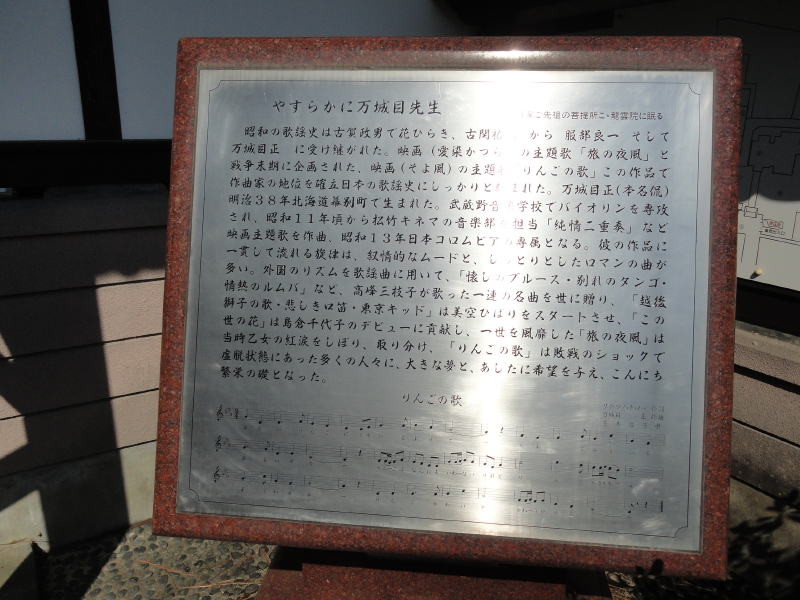 やすらかに万城目先生
先祖の菩提所こゝ龍雲院に眠る
昭和の歌謡史は古賀政男て花ひらき、古関 から 服部良一 そして
万城目正 に受け継がれた。映画（愛染かつら の主題歌「旅の夜風」と
戦争末期に企画された、映画（そよ風）の主題 りんごの歌」この作品で
作曲家の地位を確立日本の歌謡史にしっかりと まれた。万城目正(本名侃)
明治３８年北海道幕別町で生まれた。武蔵野音 学校てバイオリンを専攻
され、昭和１１年頃から松竹キネマの音楽部 担当「純情二重奏」など
映画主題歌を作曲、昭和１３年日本コロムビア 専属となる。彼の作品に
一貫して流れる旋律は、叙情的なムードと、しっとりとしたロマンの曲が
多い。外国のリズムを歌謡曲に用いて、「懐しのブルース・別れのタンゴ・
情熱のルムバ」など、高峰三枝子が歌った一連の名曲を世に贈り、「越後
獅子の歌・悲しき口笛・東京キッド」は美空ひばりをスタートさせ、「この
世の花」は島倉千代子のデビューに貢献し、一世を風靡した「旅の夜風」は
当時乙女の紅涙をしぼり、取り分け、「りんごの歌」は敗戦のショックで
虚脱状態にあった多くの人々に、大きな夢と、あしたに希望を与え、こんにち
繁栄の礎となった。
りんごの歌